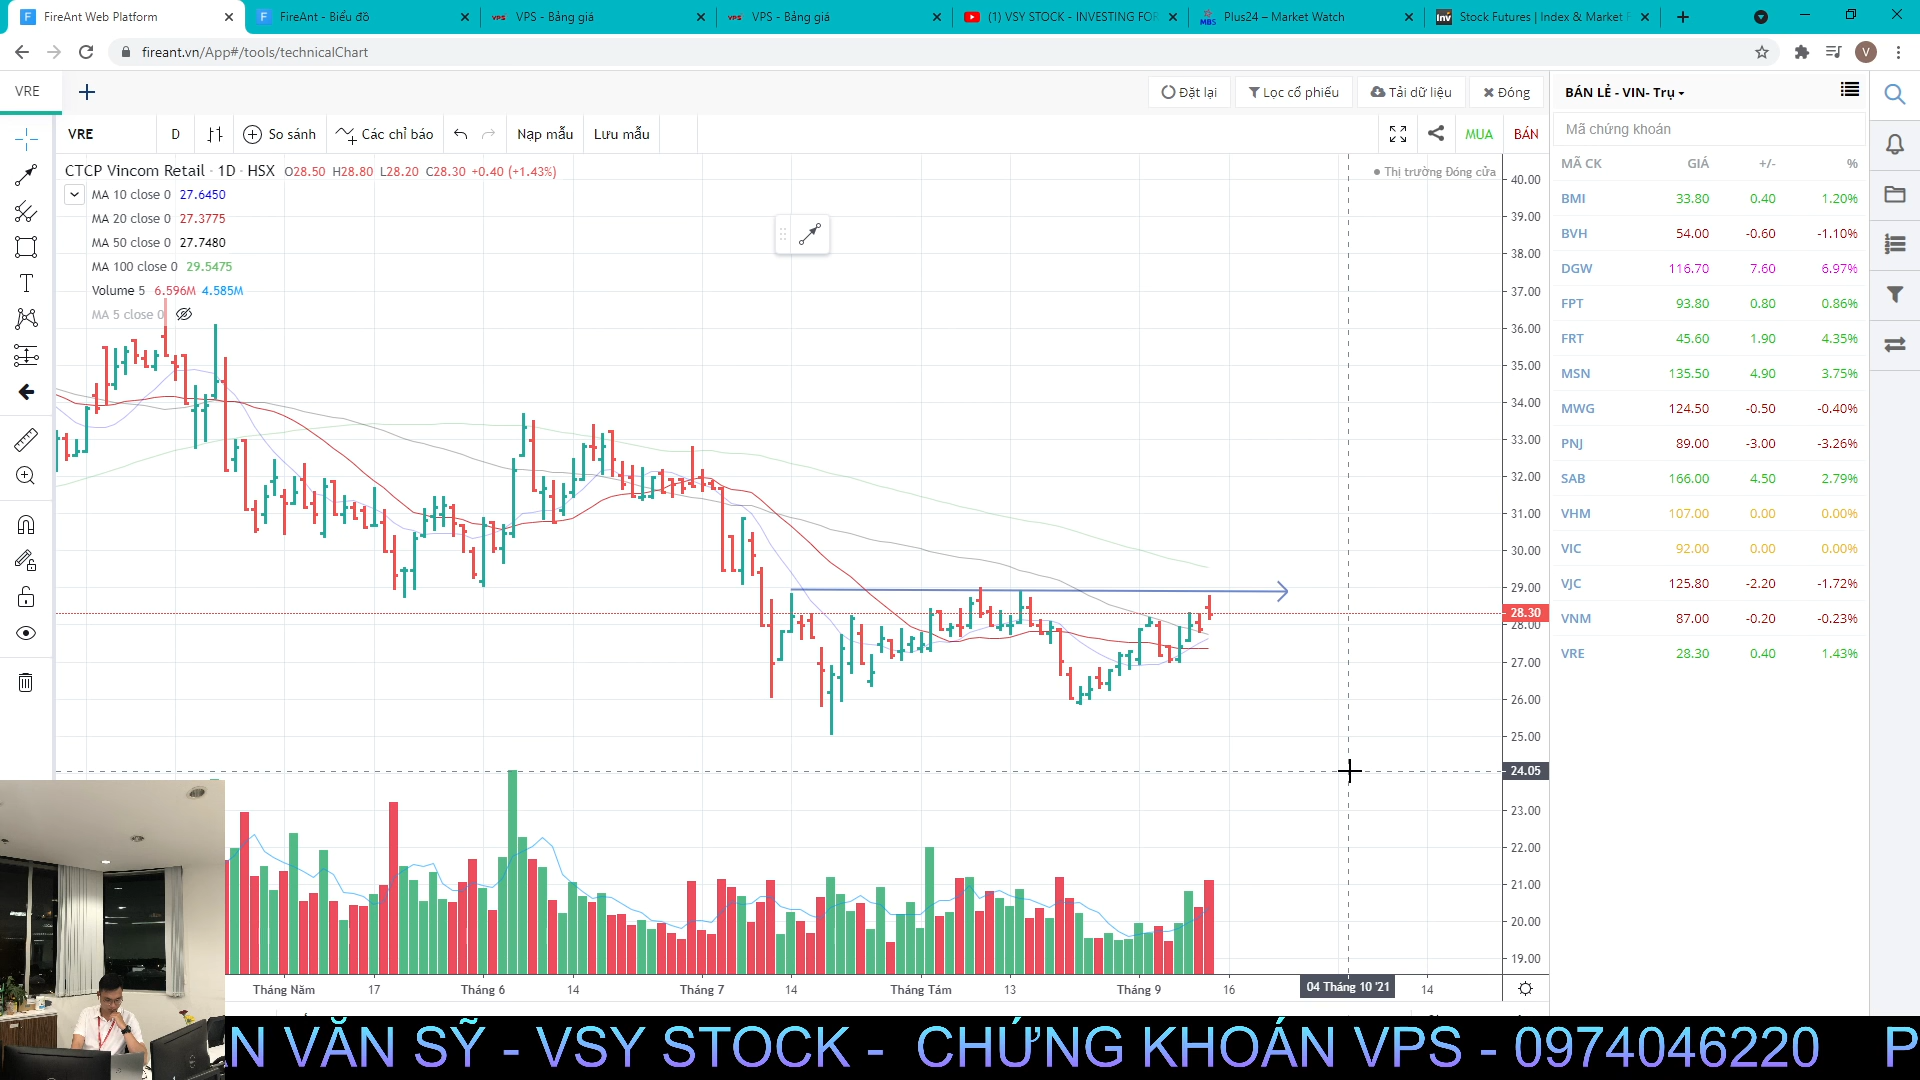 FireAnt Web Platform
FireAnt - Biểu đồ
VPS - Bảng giá
VPS - Bảng giá
(1) VSY STOCK - INVESTING FOR
Plus24 – Market Watch
Stock Futures | Index & Market F
fireant.vn/App#/tools/technicalChart
V
VRE
Đặt lại
Lọc cổ phiếu
Tải dữ liệu
Đóng
VRE
D
So sánh
Các chỉ báo
Nạp mẫu
Lưu mẫu
MUA
BÁN
CTCP Vincom Retail · 1D · HSX O28.50 H28.80 L28.20 C28.30 +0.40 (+1.43%)
Thị trường Đóng cửa
MA 10 close 0 27.6450
MA 20 close 0 27.3775
MA 50 close 0 27.7480
MA 100 close 0 29.5475
Volume 5 6.596M 4.585M
MA 5 close 0
40.00
39.00
38.00
37.00
36.00
35.00
34.00
33.00
32.00
31.00
30.00
29.00
28.30
28.00
27.00
26.00
25.00
24.05
23.00
22.00
21.00
20.00
19.00
Tháng Năm
17
Tháng 6
14
Tháng 7
14
Tháng Tám
13
Tháng 9
16
04 Tháng 10 '21
14
BÁN LẺ - VIN- Trụ
Mã chứng khoán
MÃ CK GIÁ +/- %
BMI 33.80 0.40 1.20%
BVH 54.00 -0.60 -1.10%
DGW 116.70 7.60 6.97%
FPT 93.80 0.80 0.86%
FRT 45.60 1.90 4.35%
MSN 135.50 4.90 3.75%
MWG 124.50 -0.50 -0.40%
PNJ 89.00 -3.00 -3.26%
SAB 166.00 4.50 2.79%
VHM 107.00 0.00 0.00%
VIC 92.00 0.00 0.00%
VJC 125.80 -2.20 -1.72%
VNM 87.00 -0.20 -0.23%
VRE 28.30 0.40 1.43%
N VĂN SỸ - VSY STOCK - CHỨNG KHOÁN VPS - 0974046220 P